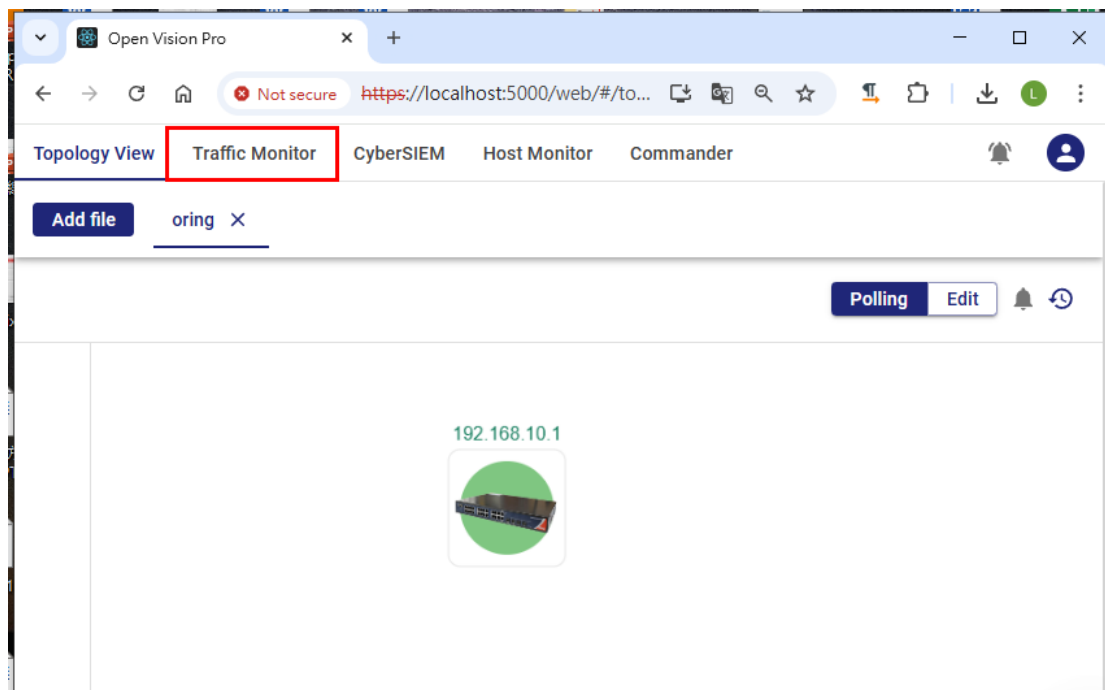 Open Vision Pro
Not secure https://localhost:5000/web/#/to...
L
Topology View Traffic Monitor CyberSIEM Host Monitor Commander
Add file oring
Polling Edit
192.168.10.1